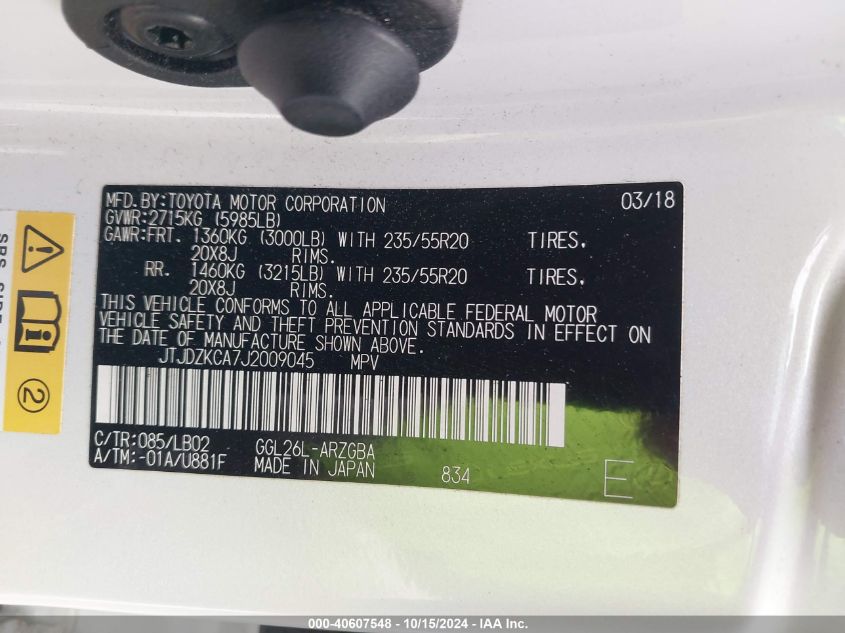 MFD.BY:TOYOTA MOTOR CORPORATION 03/18
GVWR:2715KG (5985LB)
GAWR:FRT. 1360KG (3000LB) WITH 235/55R20 TIRES,
20X8J RIMS.
RR. 1460KG (3215LB) WITH 235/55R20 TIRES,
20X8J RIMS.
THIS VEHICLE CONFORMS TO ALL APPLICABLE FEDERAL MOTOR
VEHICLE SAFETY AND THEFT PREVENTION STANDARDS IN EFFECT ON
THE DATE OF MANUFACTURE SHOWN ABOVE.
JTJDZKCA7J2009045 MPV
C/TR:085/LB02 GGL26L-ARZGBA
A/TM:-01A/U881F MADE IN JAPAN 834 E
SRS
2
000-40607548 - 10/15/2024 - IAA Inc.